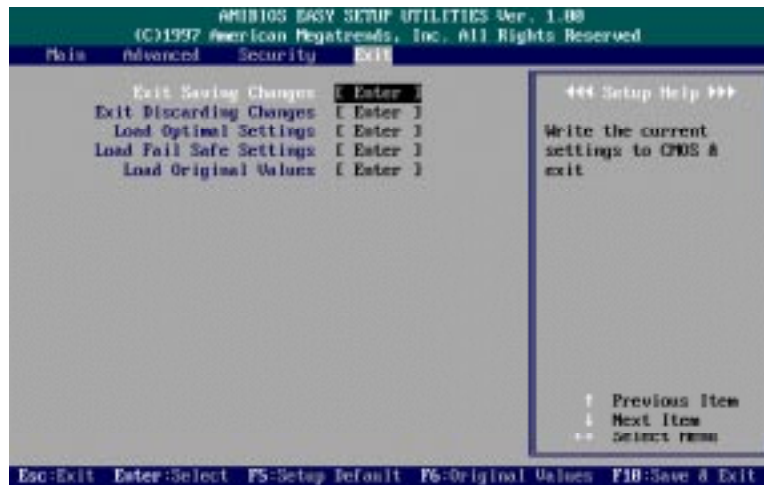 AMIBIOS EASY SETUP UTILITIES Ver. 1.00
(C)1997 American Megatrends, Inc. All Rights Reserved
Main Advanced Security Exit
Exit Saving Changes [ Enter ]
Exit Discarding Changes [ Enter ]
Load Optimal Settings [ Enter ]
Load Fail Safe Settings [ Enter ]
Load Original Values [ Enter ]
Setup Help
Write the current
settings to CMOS &
exit
↑ Previous Item
↓ Next Item
Select Menu
Esc:Exit Enter:Select F5:Setup Default F6:Original Values F10:Save & Exit